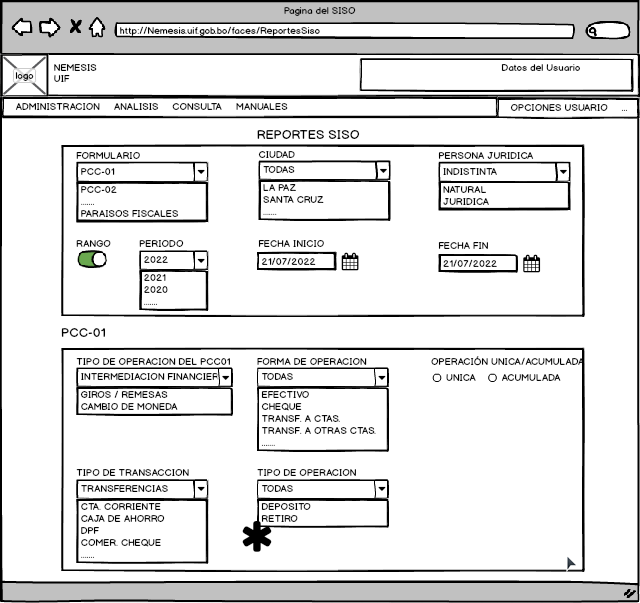 Pagina del SISO
http://Nemesis.uif.gob.bo/faces/ReportesSiso
logo
NEMESIS
UIF
Datos del Usuario
ADMINISTRACION ANALISIS CONSULTA MANUALES
OPCIONES USUARIO ...
REPORTES SISO
FORMULARIO
PCC-01
PCC-02
.......
PARAISOS FISCALES
CIUDAD
TODAS
LA PAZ
SANTA CRUZ
.......
PERSONA JURIDICA
INDISTINTA
NATURAL
JURIDICA
RANGO
PERIODO
2022
2021
2020
.......
FECHA INICIO
21/07/2022
FECHA FIN
21/07/2022
PCC-01
TIPO DE OPERACION DEL PCC01
INTERMEDIACION FINANCIER
GIROS / REMESAS
CAMBIO DE MONEDA
FORMA DE OPERACION
TODAS
EFECTIVO
CHEQUE
TRANSF. A CTAS.
TRANSF. A OTRAS CTAS.
.......
OPERACIÓN UNICA/ACUMULADA
UNICA
ACUMULADA
TIPO DE TRANSACCION
TRANSFERENCIAS
CTA. CORRIENTE
CAJA DE AHORRO
DPF
COMER. CHEQUE
.......
TIPO DE OPERACION
TODAS
DEPOSITO
RETIRO